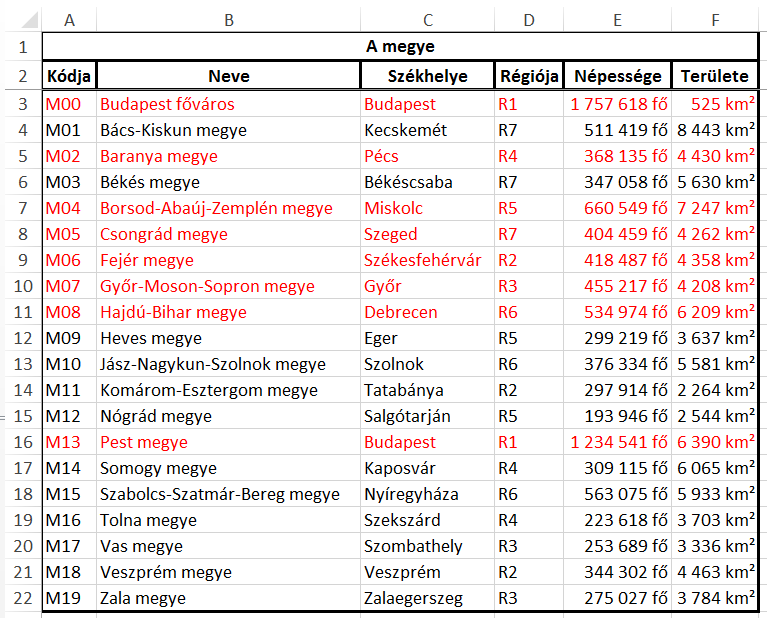 A B C D E F
1 A megye
2 Kódja Neve Székhelye Régiója Népessége Területe
3 M00 Budapest főváros Budapest R1 1 757 618 fő 525 km²
4 M01 Bács-Kiskun megye Kecskemét R7 511 419 fő 8 443 km²
5 M02 Baranya megye Pécs R4 368 135 fő 4 430 km²
6 M03 Békés megye Békéscsaba R7 347 058 fő 5 630 km²
7 M04 Borsod-Abaúj-Zemplén megye Miskolc R5 660 549 fő 7 247 km²
8 M05 Csongrád megye Szeged R7 404 459 fő 4 262 km²
9 M06 Fejér megye Székesfehérvár R2 418 487 fő 4 358 km²
10 M07 Győr-Moson-Sopron megye Győr R3 455 217 fő 4 208 km²
11 M08 Hajdú-Bihar megye Debrecen R6 534 974 fő 6 209 km²
12 M09 Heves megye Eger R5 299 219 fő 3 637 km²
13 M10 Jász-Nagykun-Szolnok megye Szolnok R6 376 334 fő 5 581 km²
14 M11 Komárom-Esztergom megye Tatabánya R2 297 914 fő 2 264 km²
15 M12 Nógrád megye Salgótarján R5 193 946 fő 2 544 km²
16 M13 Pest megye Budapest R1 1 234 541 fő 6 390 km²
17 M14 Somogy megye Kaposvár R4 309 115 fő 6 065 km²
18 M15 Szabolcs-Szatmár-Bereg megye Nyíregyháza R6 563 075 fő 5 933 km²
19 M16 Tolna megye Szekszárd R4 223 618 fő 3 703 km²
20 M17 Vas megye Szombathely R3 253 689 fő 3 336 km²
21 M18 Veszprém megye Veszprém R2 344 302 fő 4 463 km²
22 M19 Zala megye Zalaegerszeg R3 275 027 fő 3 784 km²